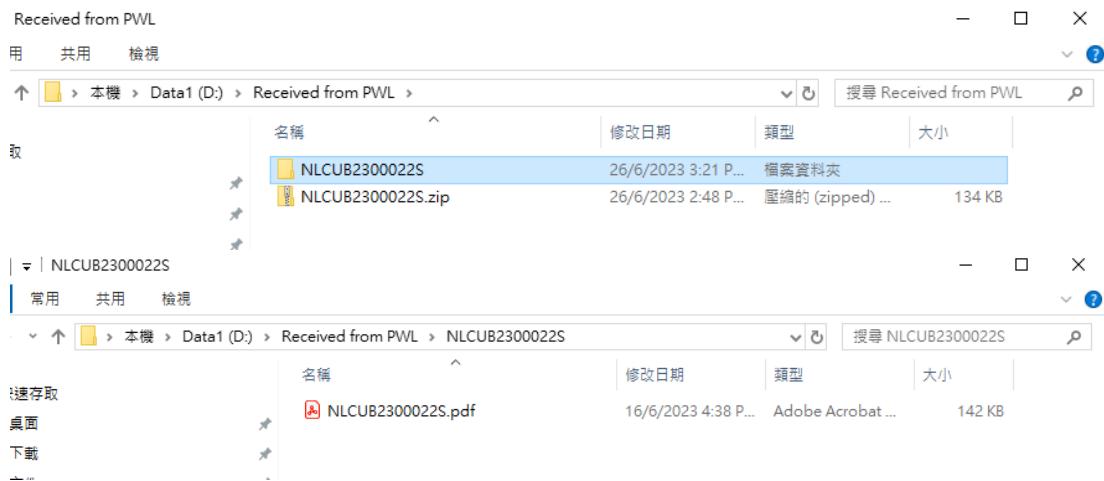 Received from PWL
用 共用 檢視
本機 > Data1 (D:) > Received from PWL > 搜尋 Received from PWL
名稱 修改日期 類型 大小
取
NLCUB2300022S 26/6/2023 3:21 P... 檔案資料夾
NLCUB2300022S.zip 26/6/2023 2:48 P... 壓縮的 (zipped) ... 134 KB
NLCUB2300022S
常用 共用 檢視
本機 > Data1 (D:) > Received from PWL > NLCUB2300022S 搜尋 NLCUB2300022S
名稱 修改日期 類型 大小
速存取
NLCUB2300022S.pdf 16/6/2023 4:38 P... Adobe Acrobat ... 142 KB
桌面
下載